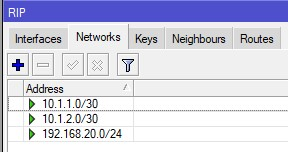 RIP
Interfaces Networks Keys Neighbours Routes
Address
10.1.1.0/30
10.1.2.0/30
192.168.20.0/24